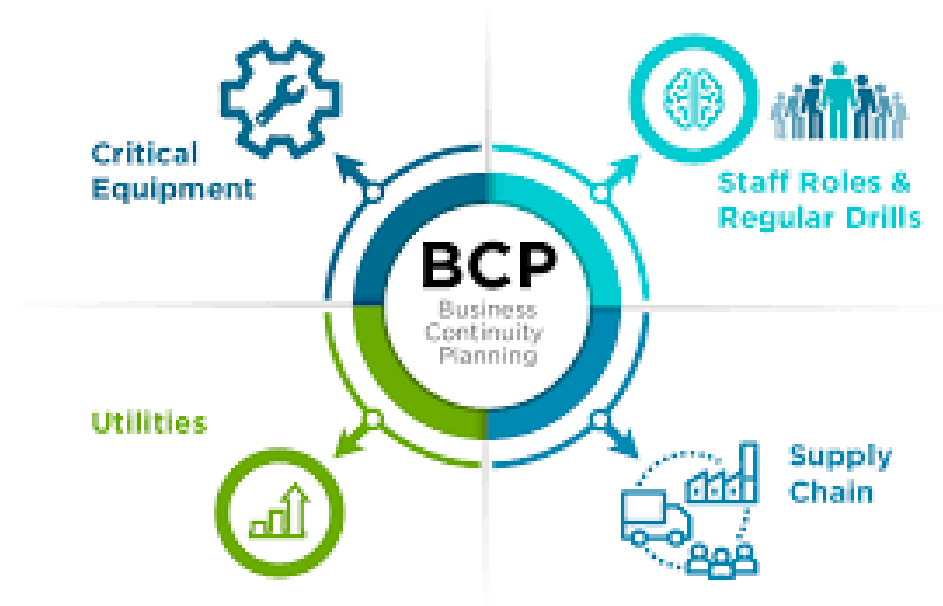 Critical
Equipment
Staff Roles &
Regular Drills
BCP
Business
Continuity
Planning
Utilities
Supply
Chain